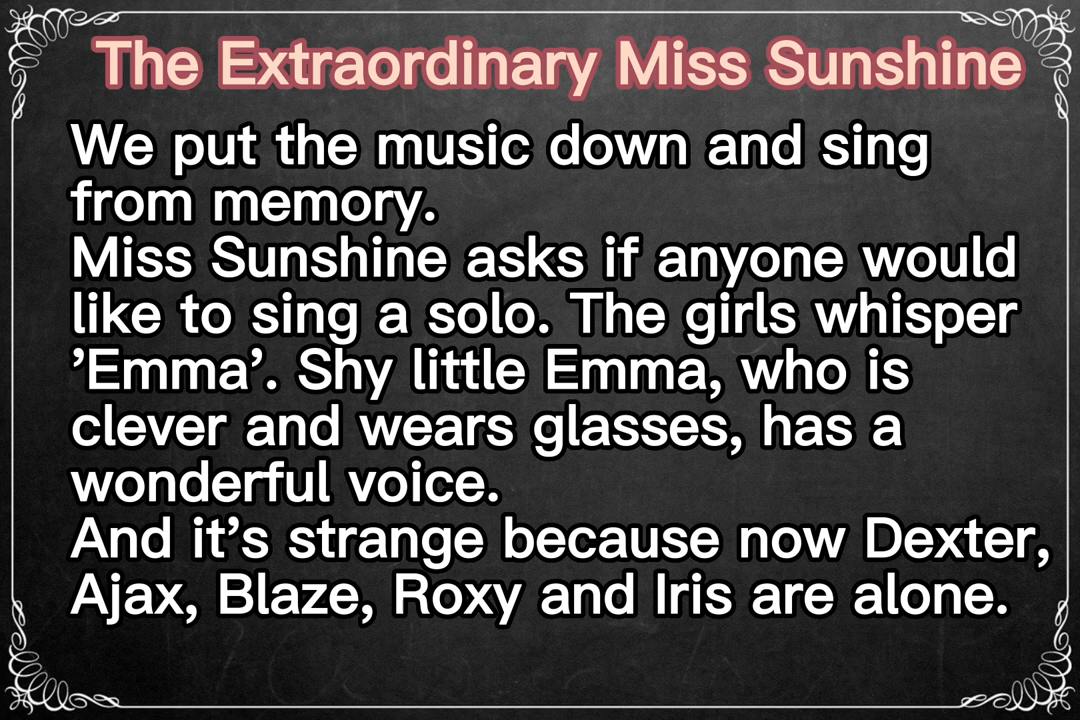 The Extraordinary Miss Sunshine
We put the music down and sing
from memory.
Miss Sunshine asks if anyone would
like to sing a solo. The girls whisper
’Emma’. Shy little Emma, who is
clever and wears glasses, has a
wonderful voice.
And it’s strange because now Dexter,
Ajax, Blaze, Roxy and Iris are alone.